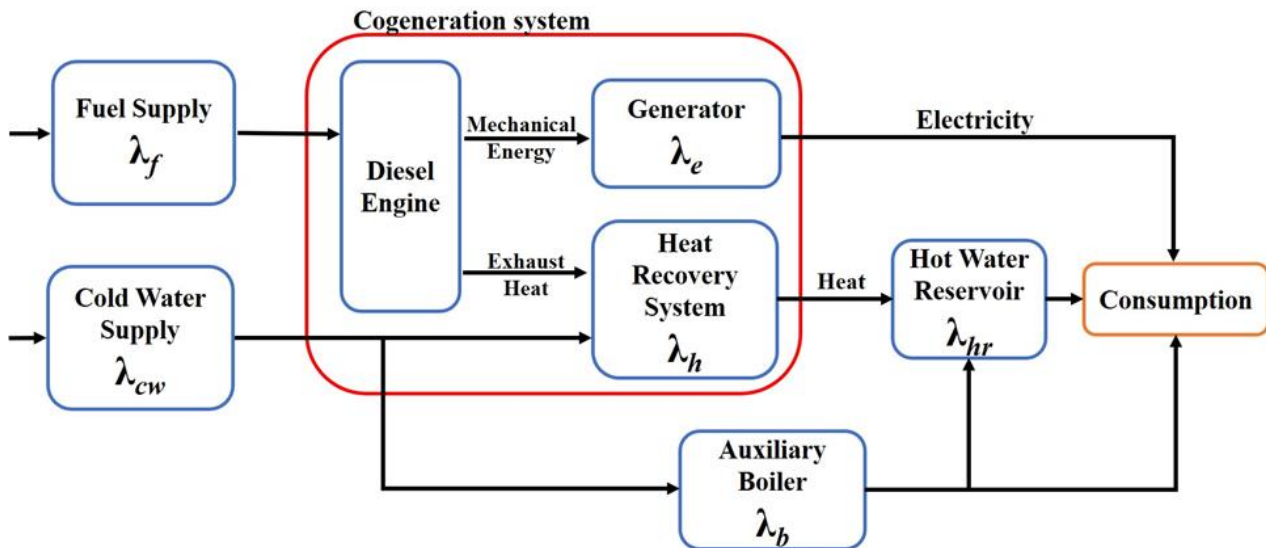 Cogeneration system
Fuel Supply
λf
Diesel
Engine
Mechanical
Energy
Generator
λe
Electricity
Exhaust
Heat
Heat
Recovery
System
λh
Heat
Hot Water
Reservoir
λhr
Consumption
Cold Water
Supply
λcw
Auxiliary
Boiler
λb